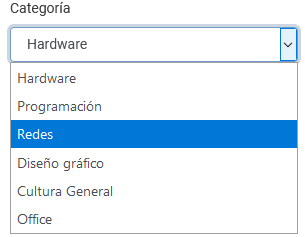 Categoría
Hardware
Hardware
Programación
Redes
Diseño gráfico
Cultura General
Office